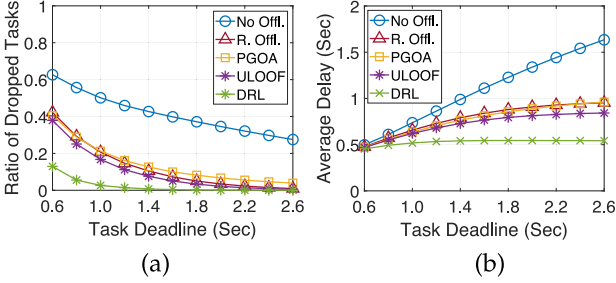 Ratio of Dropped Tasks
1
0.8
0.6
0.4
0.2
0
0.6 1.0 1.4 1.8 2.2 2.6
Task Deadline (Sec)
No Offl.
R. Offl.
PGOA
ULOOF
DRL
(a)
Average Delay (Sec)
2
1.5
1
0.5
0
0.6 1.0 1.4 1.8 2.2 2.6
Task Deadline (Sec)
No Offl.
R. Offl.
PGOA
ULOOF
DRL
(b)